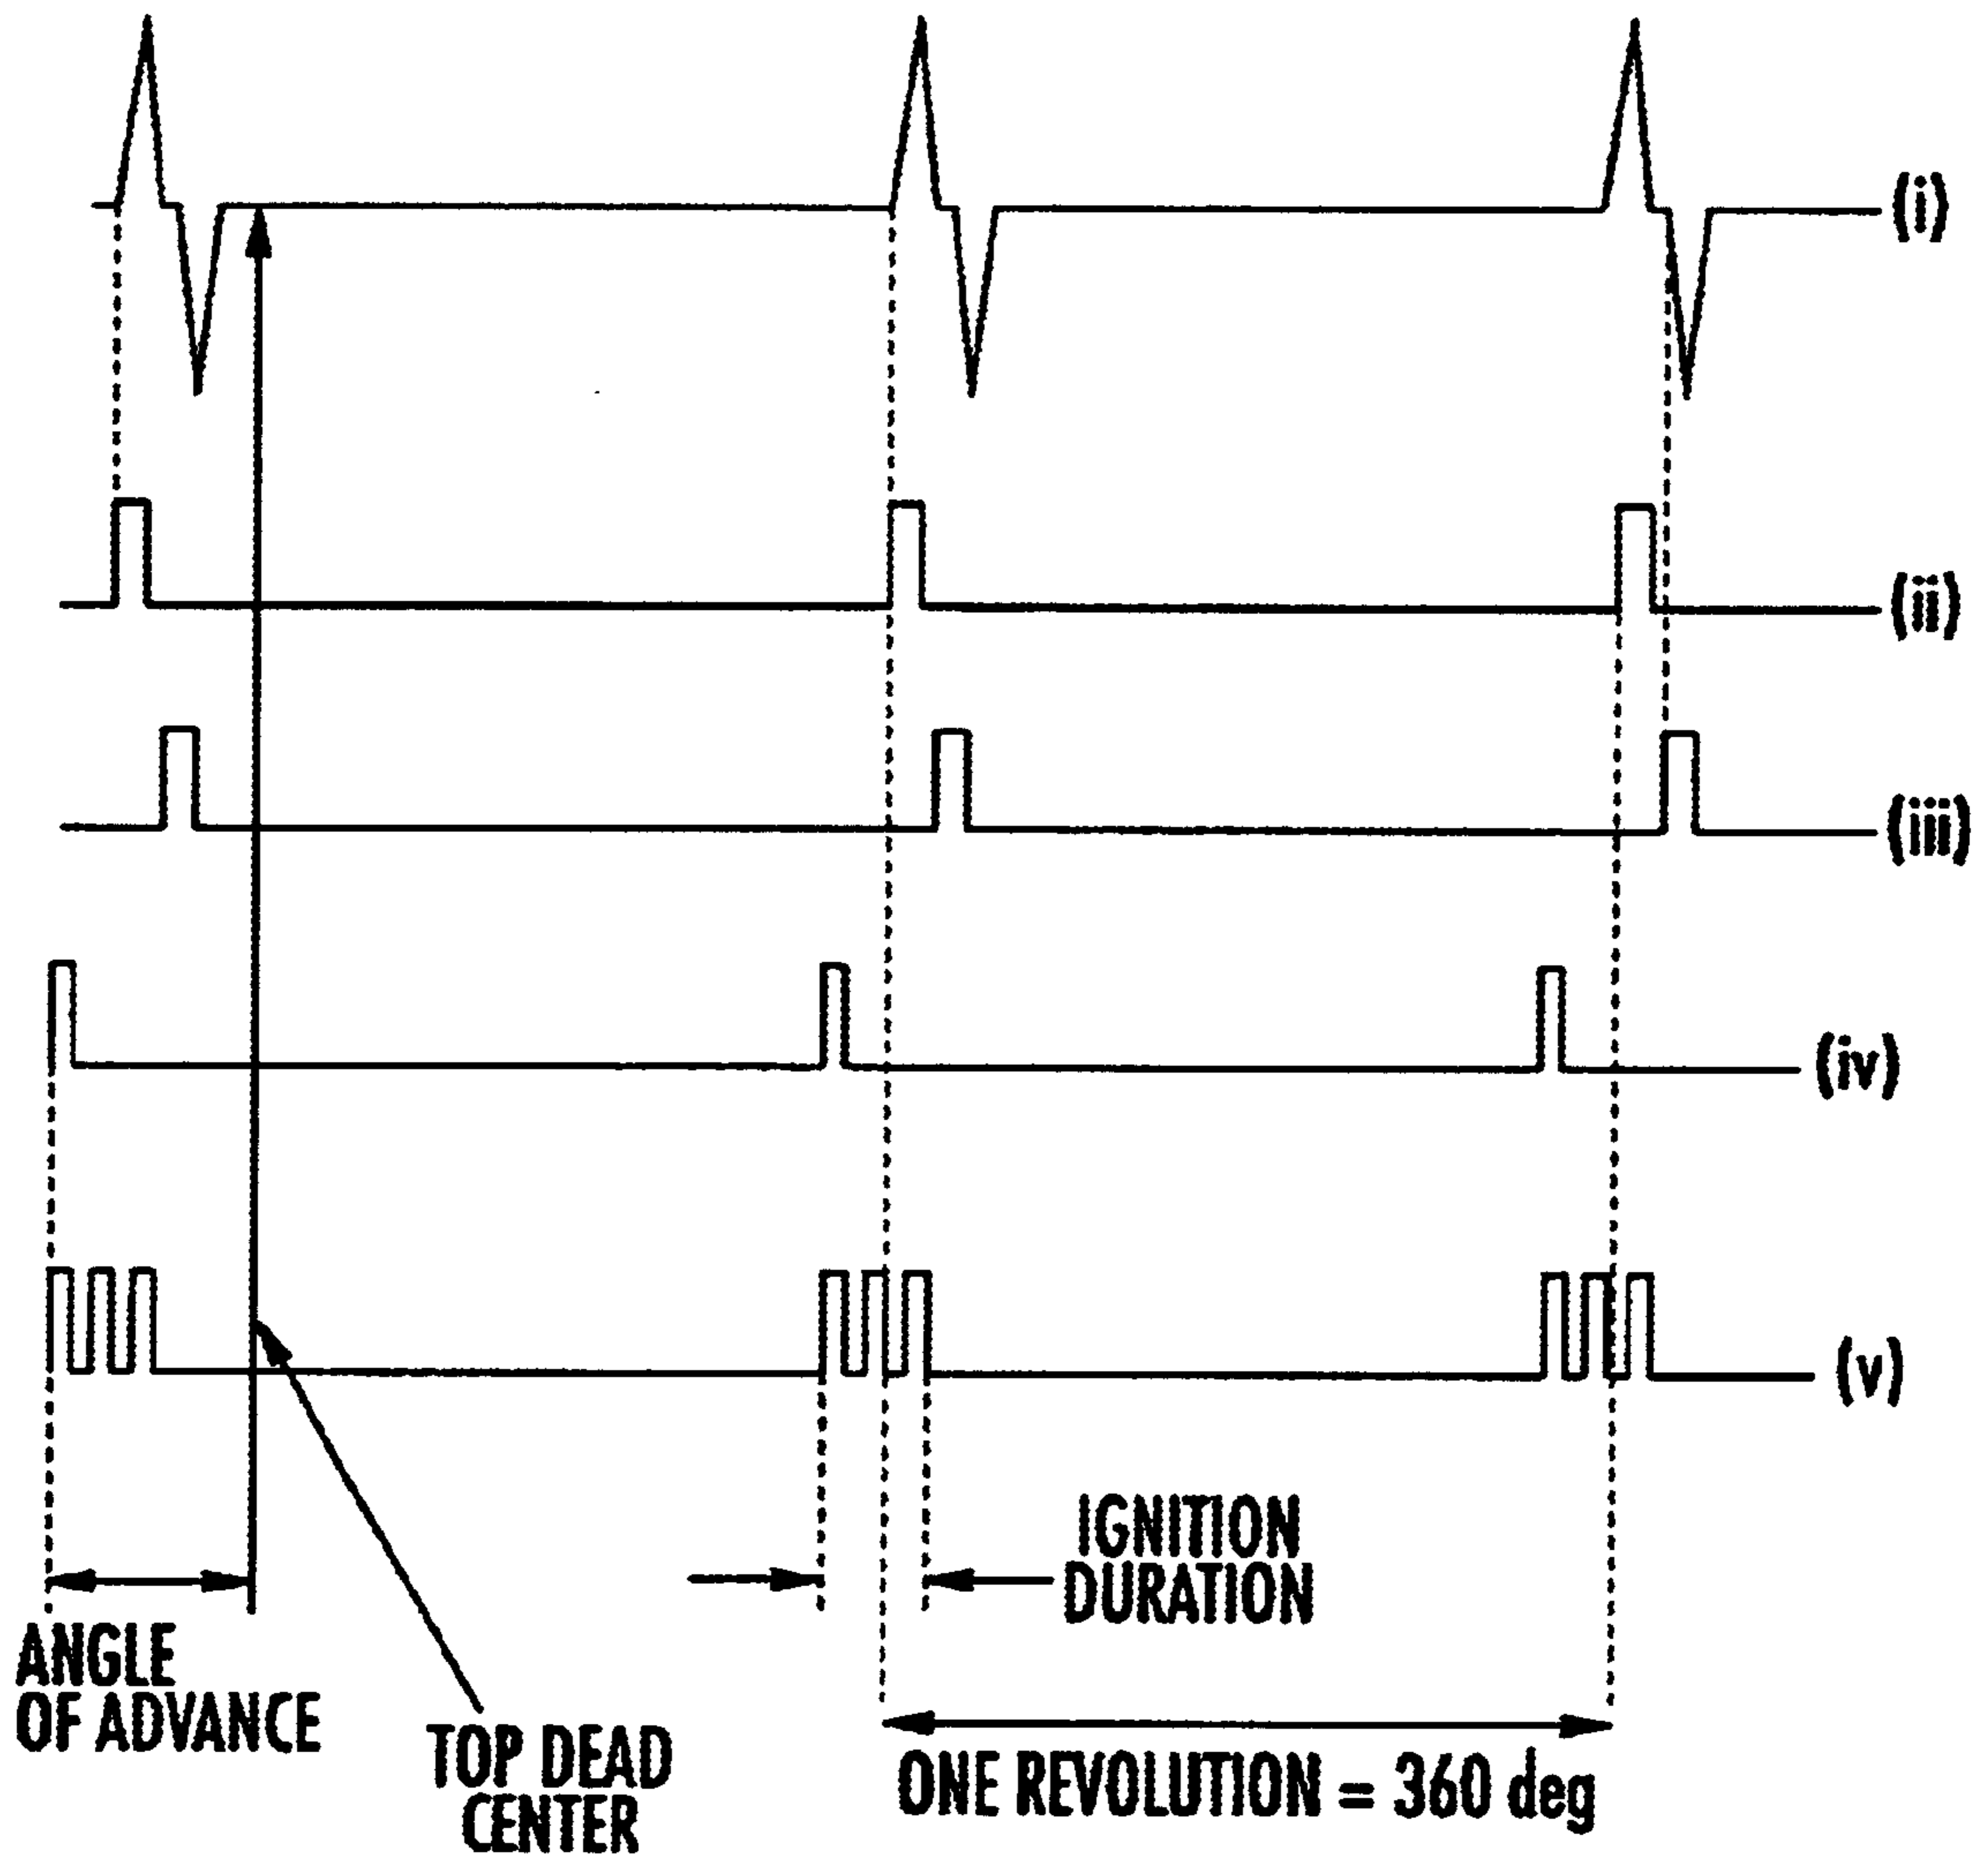 (i)
(ii)
(iii)
(iv)
(v)
IGNITION
DURATION
ANGLE
OF ADVANCE
TOP DEAD
CENTER
ONE REVOLUTION = 360 deg